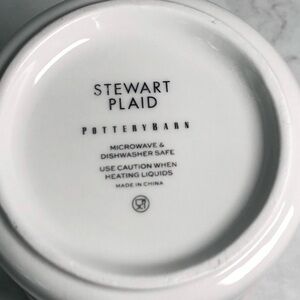 STEWART
PLAID
POTTERYBARN
MICROWAVE &
DISHWASHER SAFE
USE CAUTION WHEN
HEATING LIQUIDS
MADE IN CHINA